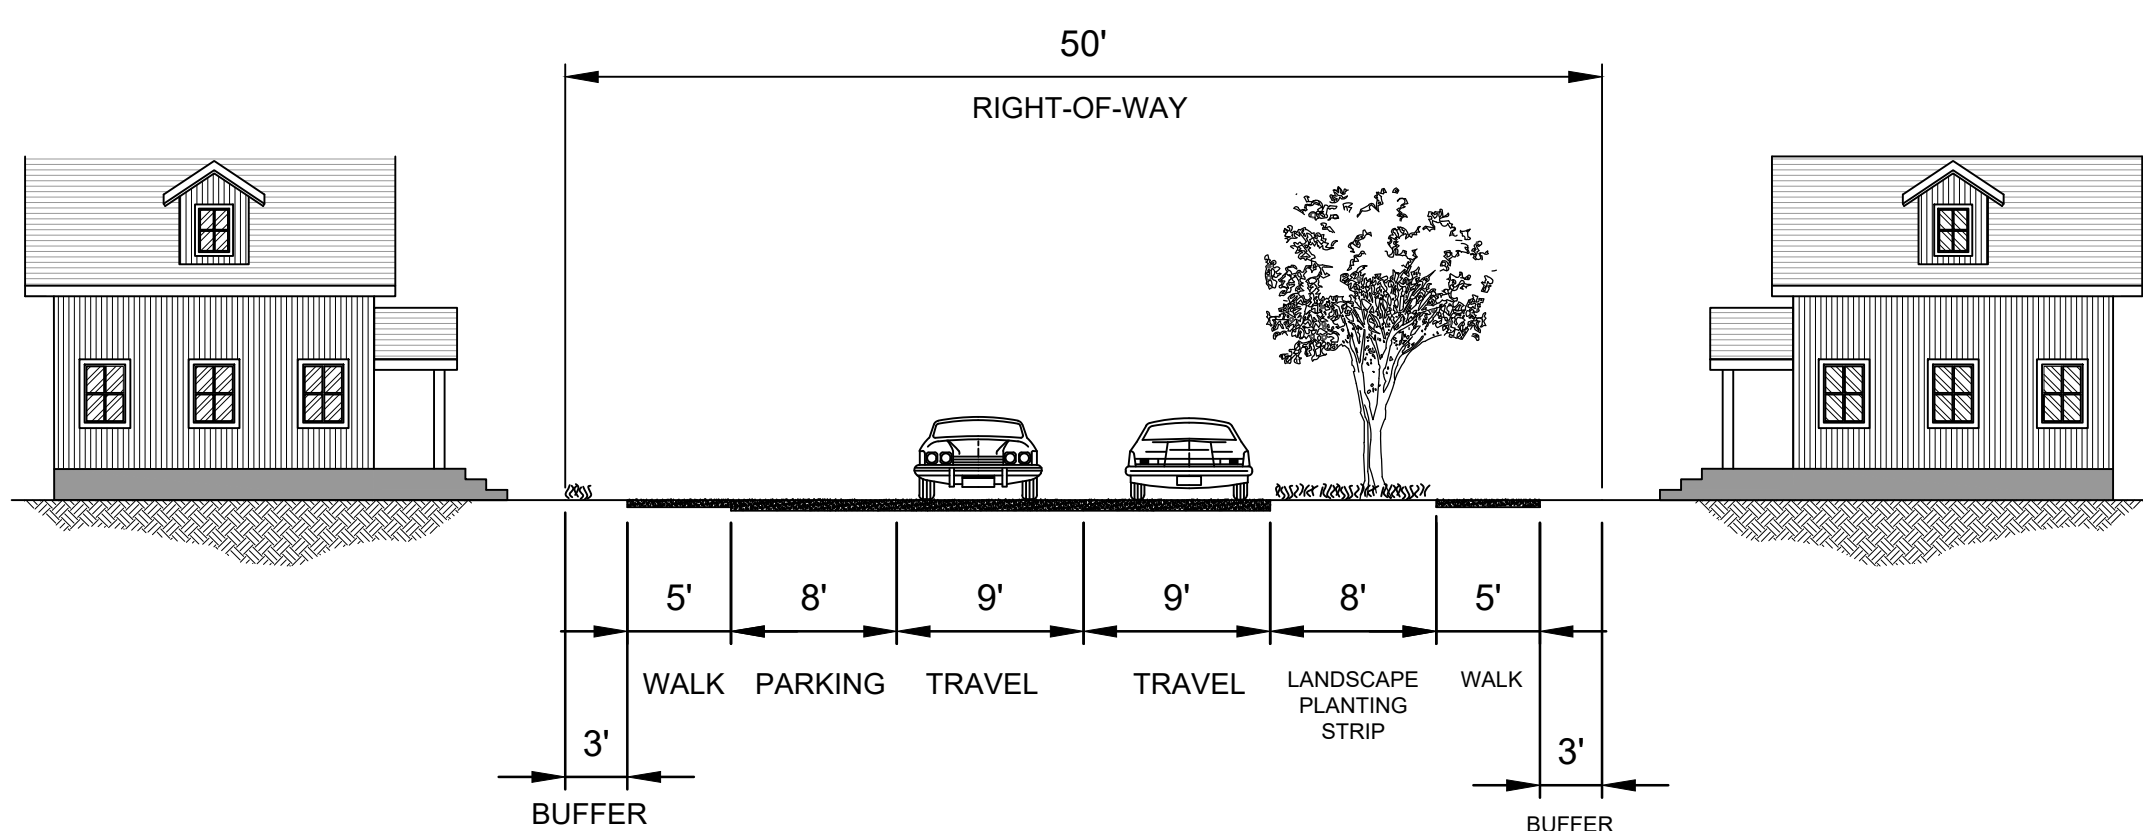 50'
RIGHT-OF-WAY
5'
8'
9'
9'
8'
5'
WALK
PARKING
TRAVEL
TRAVEL
LANDSCAPE
PLANTING
STRIP
WALK
3'
BUFFER
3'
BUFFER